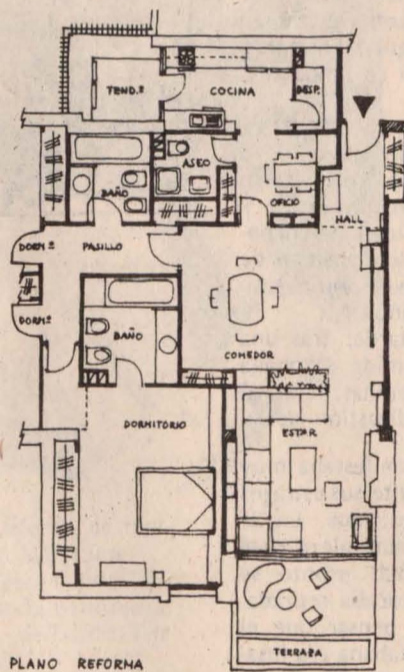 TEND.º
COCINA
DESP.
ASEO
BAÑO
OFICIO
HALL
DORM.º
PASILLO
DORM.º
BAÑO
COMEDOR
ESTAR
DORMITORIO
TERRAZA
PLANO REFORMA